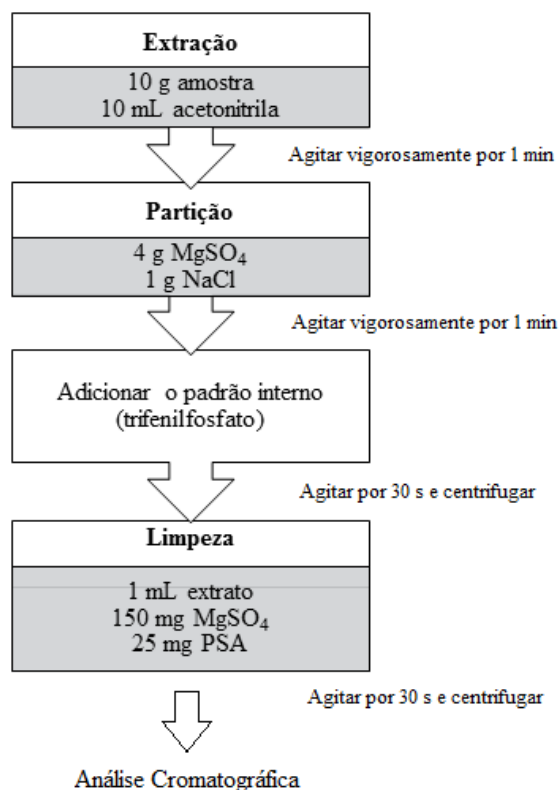 Extração
10 g amostra
10 mL acetonitrila
Agitar vigorosamente por 1 min
Partição
4 g MgSO₄
1 g NaCl
Agitar vigorosamente por 1 min
Adicionar o padrão interno
(trifenilfosfato)
Agitar por 30 s e centrifugar
Limpeza
1 mL extrato
150 mg MgSO₄
25 mg PSA
Agitar por 30 s e centrifugar
Análise Cromatográfica